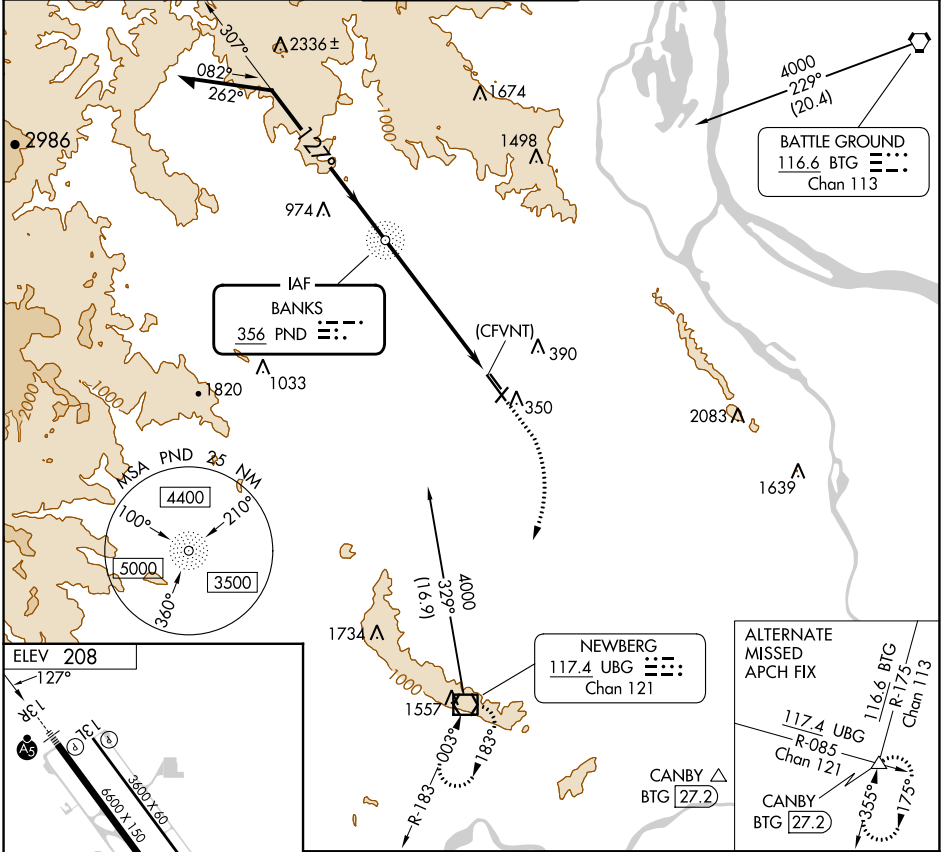 307°
2336±
082°
262°
4000
229°
(20.4)
1674
2986
127°
1000
1498
BATTLE GROUND
116.6 BTG
Chan 113
974
IAF
BANKS
356 PND
(CFVNT)
390
1033
350
1820
1000
2000
2083
1639
MSA PND 25 NM
4400
100°
210°
5000
3500
360°
4000
329°
(16.9)
1734
1000
NEWBERG
117.4 UBG
Chan 121
1557
R-183
003°
183°
CANBY
BTG 27.2
ALTERNATE
MISSED
APCH FIX
116.6 BTG
R-175
Chan 113
117.4 UBG
R-085
Chan 121
CANBY
BTG 27.2
355°
175°
ELEV 208
127°
13R
13L
P
P
A5
6600 X 150
3600 X 60